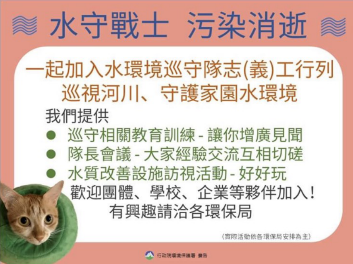 水守戰士 污染消逝
一起加入水環境巡守隊志(義)工行列
巡視河川、守護家園水環境
我們提供
● 巡守相關教育訓練 - 讓你增廣見聞
● 隊長會議 - 大家經驗交流互相切磋
● 水質改善設施訪視活動 - 好好玩
歡迎團體、學校、企業等夥伴加入!
有興趣請洽各環保局
(實際活動依各環保局安排為主)
行政院環境保護署 廣告